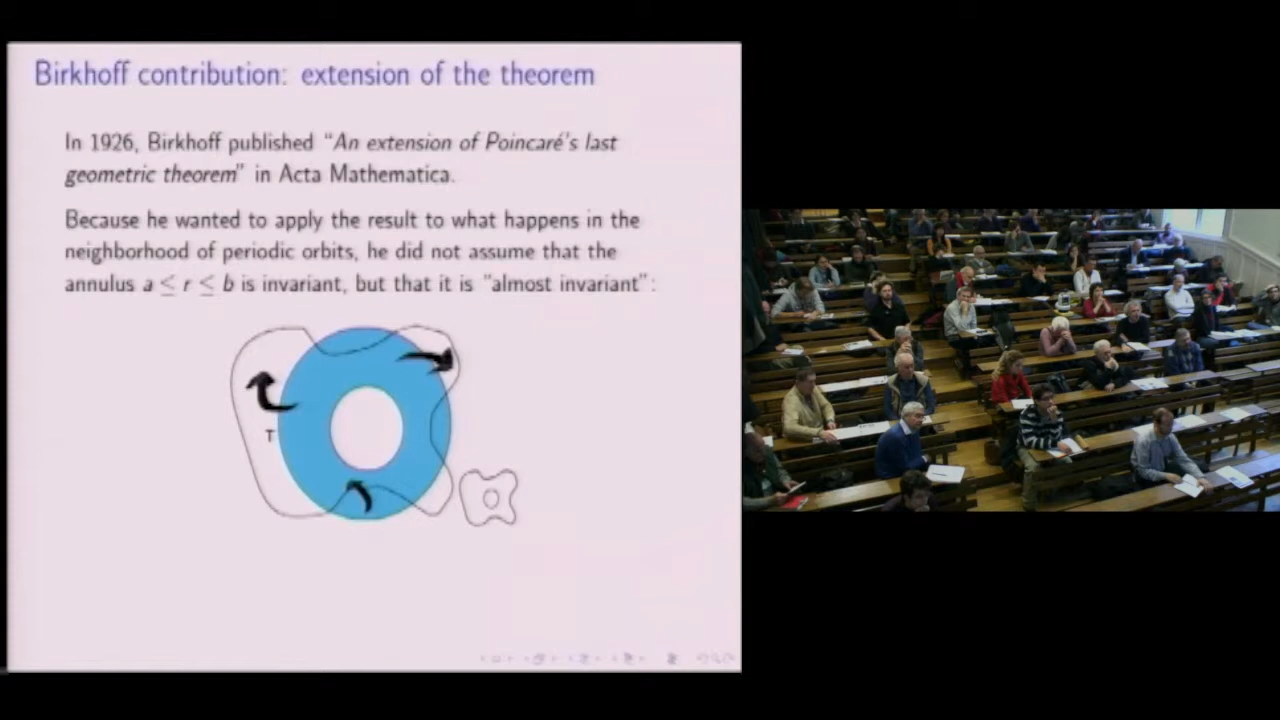 Birkhoff contribution: extension of the theorem
In 1926, Birkhoff published "An extension of Poincaré's last
geometric theorem" in Acta Mathematica.
Because he wanted to apply the result to what happens in the
neighborhood of periodic orbits, he did not assume that the
annulus a ≤ r ≤ b is invariant, but that it is "almost invariant":
T